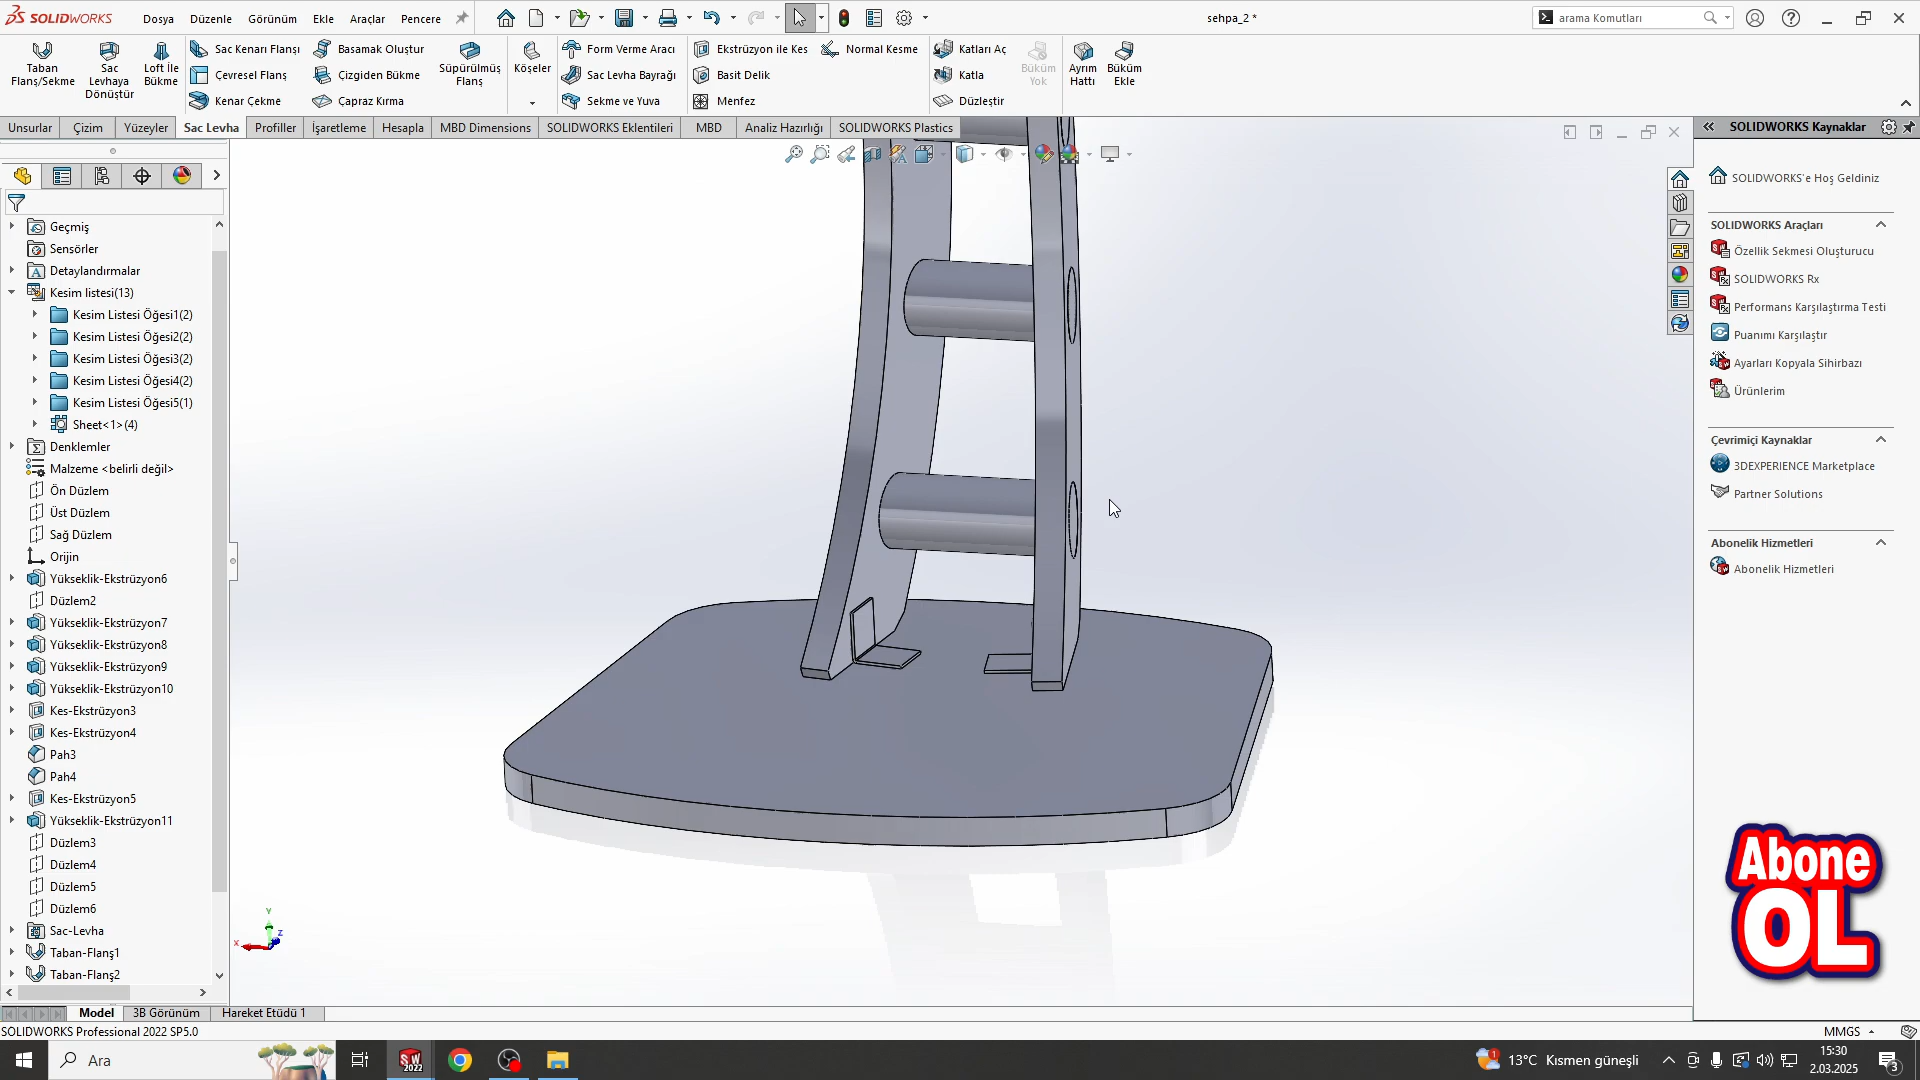 SOLIDWORKS
Dosya Düzenle Görünüm Ekle Araçlar Pencere
sehpa_2 *
arama Komutları
Taban Flanş/Sekme
Sac Levhaya Dönüştür
Loft İle Bükme
Sac Kenarı Flanşı
Çevresel Flanş
Kenar Çekme
Basamak Oluştur
Çizgiden Bükme
Çapraz Kırma
Süpürülmüş Flanş
Köşeler
Form Verme Aracı
Sac Levha Bayrağı
Sekme ve Yuva
Ekstrüzyon ile Kes
Basit Delik
Menfez
Normal Kesme
Katları Aç
Katla
Düzleştir
Büküm Yok
Ayrım Hattı
Büküm Ekle
Unsurlar Çizim Yüzeyler Sac Levha Profiller İşaretleme Hesapla MBD Dimensions SOLIDWORKS Eklentileri MBD Analiz Hazırlığı SOLIDWORKS Plastics
Geçmiş
Sensörler
Detaylandırmalar
Kesim listesi(13)
Kesim Listesi Öğesi1(2)
Kesim Listesi Öğesi2(2)
Kesim Listesi Öğesi3(2)
Kesim Listesi Öğesi4(2)
Kesim Listesi Öğesi5(1)
Sheet<1>(4)
Denklemler
Malzeme <belirli değil>
Ön Düzlem
Üst Düzlem
Sağ Düzlem
Orijin
Yükseklik-Ekstrüzyon6
Düzlem2
Yükseklik-Ekstrüzyon7
Yükseklik-Ekstrüzyon8
Yükseklik-Ekstrüzyon9
Yükseklik-Ekstrüzyon10
Kes-Ekstrüzyon3
Kes-Ekstrüzyon4
Pah3
Pah4
Kes-Ekstrüzyon5
Yükseklik-Ekstrüzyon11
Düzlem3
Düzlem4
Düzlem5
Düzlem6
Sac-Levha
Taban-Flanş1
Taban-Flanş2
Y
X
Z
SOLIDWORKS Kaynaklar
SOLIDWORKS'e Hoş Geldiniz
SOLIDWORKS Araçları
Özellik Sekmesi Oluşturucu
SOLIDWORKS Rx
Performans Karşılaştırma Testi
Puanımı Karşılaştır
Ayarları Kopyala Sihirbazı
Ürünlerim
Çevrimiçi Kaynaklar
3DEXPERIENCE Marketplace
Partner Solutions
Abonelik Hizmetleri
Abonelik Hizmetleri
Abone
OL
Model 3B Görünüm Hareket Etüdü 1
SOLIDWORKS Professional 2022 SP5.0
MMGS
Ara
SW
2022
1
13°C Kısmen güneşli
15:30
2.03.2025
3